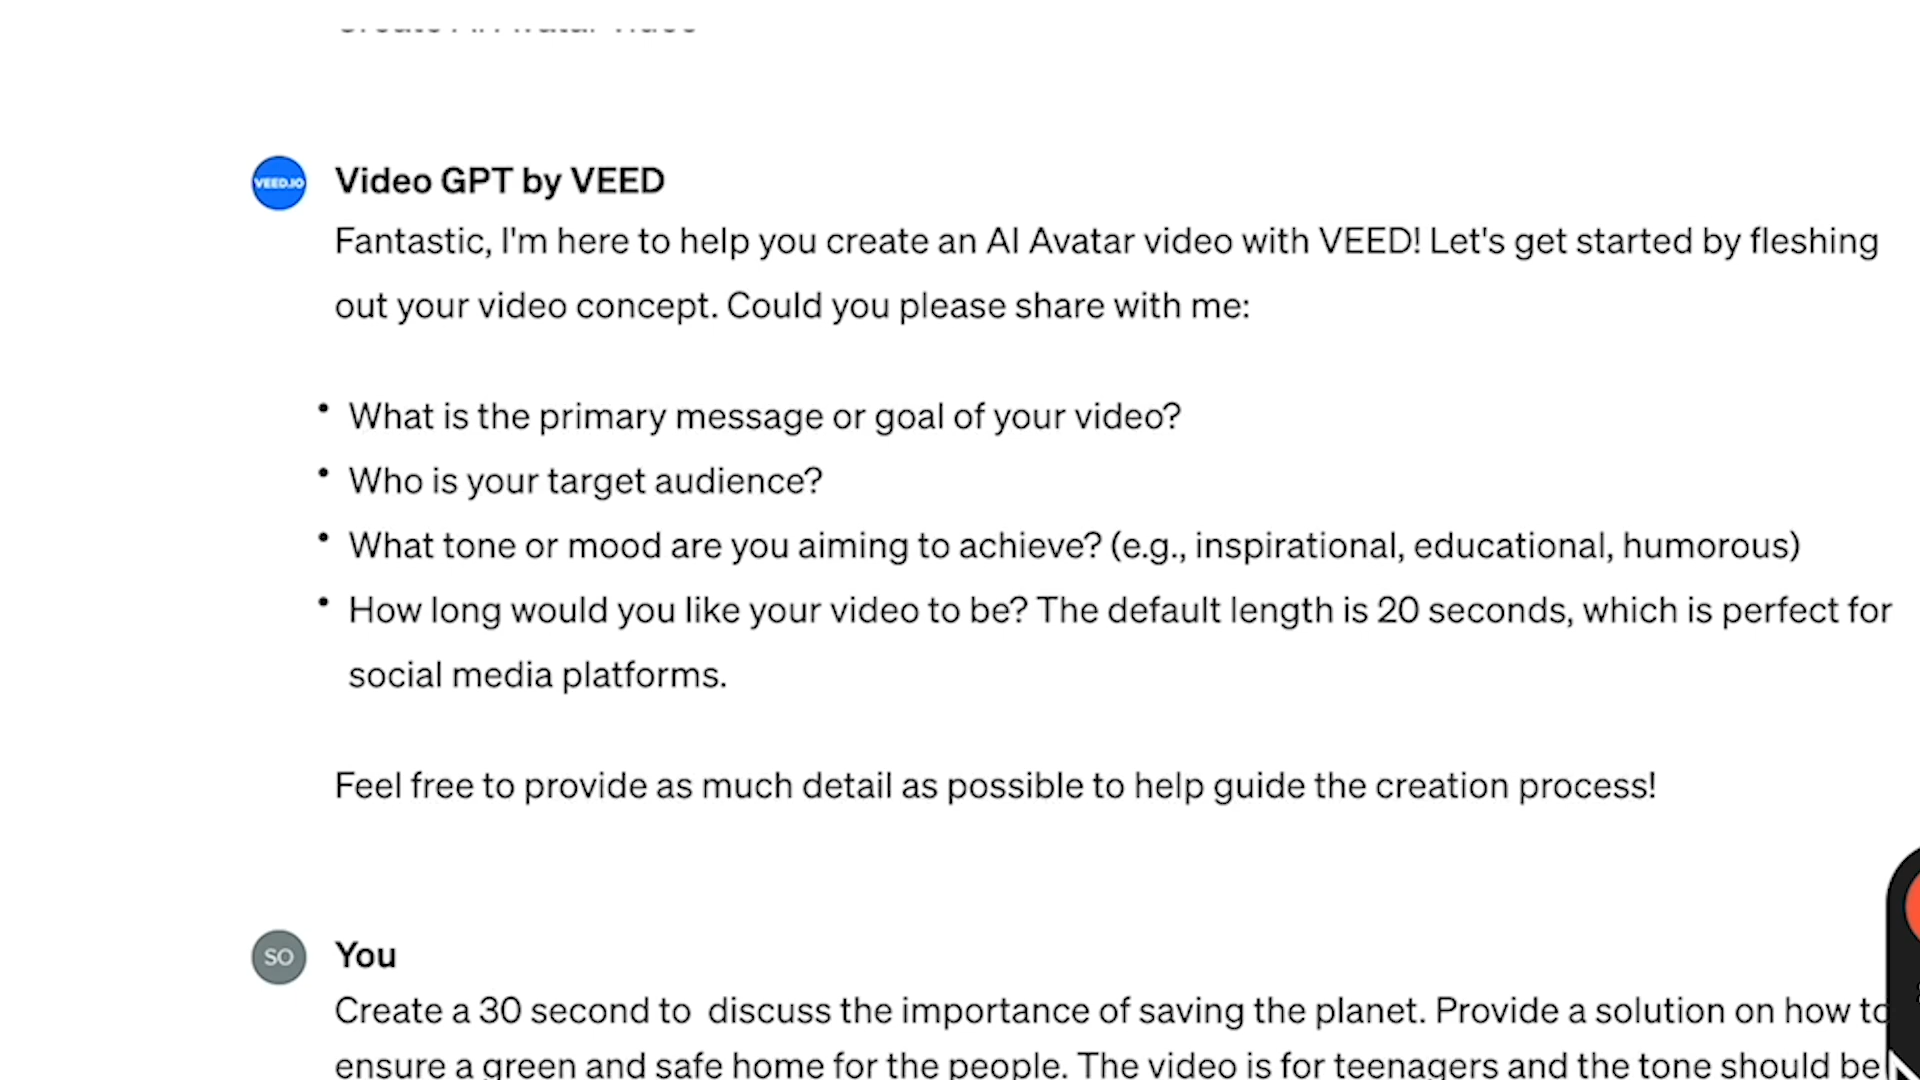 Video GPT by VEED
VEED.IO
Fantastic, I'm here to help you create an AI Avatar video with VEED! Let's get started by fleshing
out your video concept. Could you please share with me:
• What is the primary message or goal of your video?
• Who is your target audience?
• What tone or mood are you aiming to achieve? (e.g., inspirational, educational, humorous)
• How long would you like your video to be? The default length is 20 seconds, which is perfect for
social media platforms.
Feel free to provide as much detail as possible to help guide the creation process!
SO
You
Create a 30 second to  discuss the importance of saving the planet. Provide a solution on how to
ensure a green and safe home for the people. The video is for teenagers and the tone should be